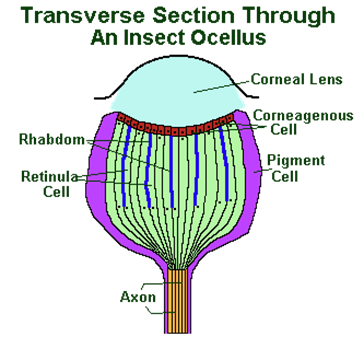 Transverse Section Through
An Insect Ocellus
Corneal Lens
Corneagenous
Cell
Rhabdom
Pigment
Cell
Retinula
Cell
Axon